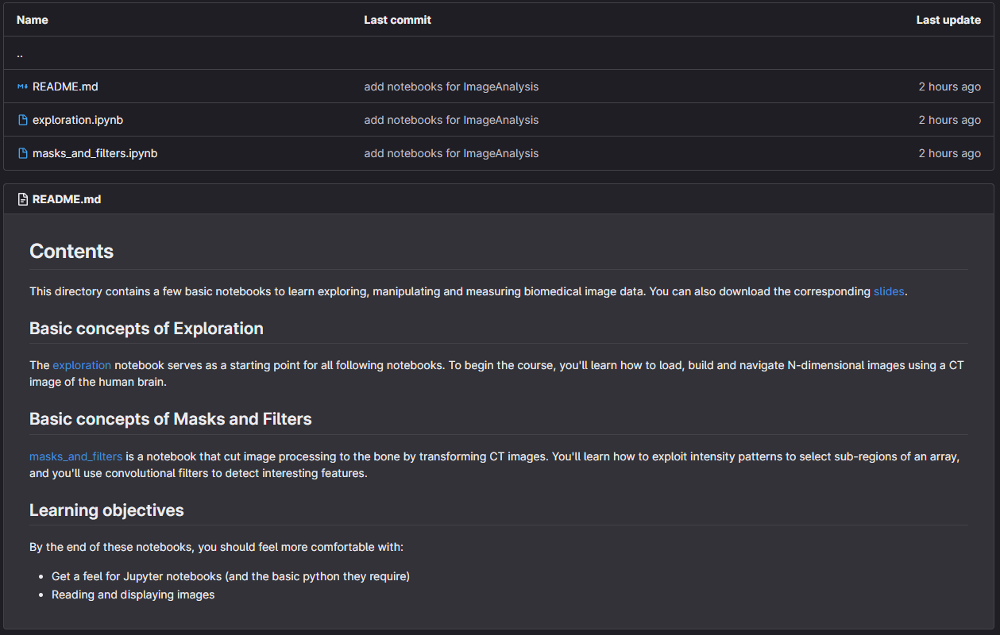 Name Last commit Last update
..
README.md add notebooks for ImageAnalysis 2 hours ago
exploration.ipynb add notebooks for ImageAnalysis 2 hours ago
masks_and_filters.ipynb add notebooks for ImageAnalysis 2 hours ago
README.md
Contents
This directory contains a few basic notebooks to learn exploring, manipulating and measuring biomedical image data. You can also download the corresponding slides.
Basic concepts of Exploration
The exploration notebook serves as a starting point for all following notebooks. To begin the course, you'll learn how to load, build and navigate N-dimensional images using a CT
image of the human brain.
Basic concepts of Masks and Filters
masks_and_filters is a notebook that cut image processing to the bone by transforming CT images. You'll learn how to exploit intensity patterns to select sub-regions of an array,
and you'll use convolutional filters to detect interesting features.
Learning objectives
By the end of these notebooks, you should feel more comfortable with:
• Get a feel for Jupyter notebooks (and the basic python they require)
• Reading and displaying images